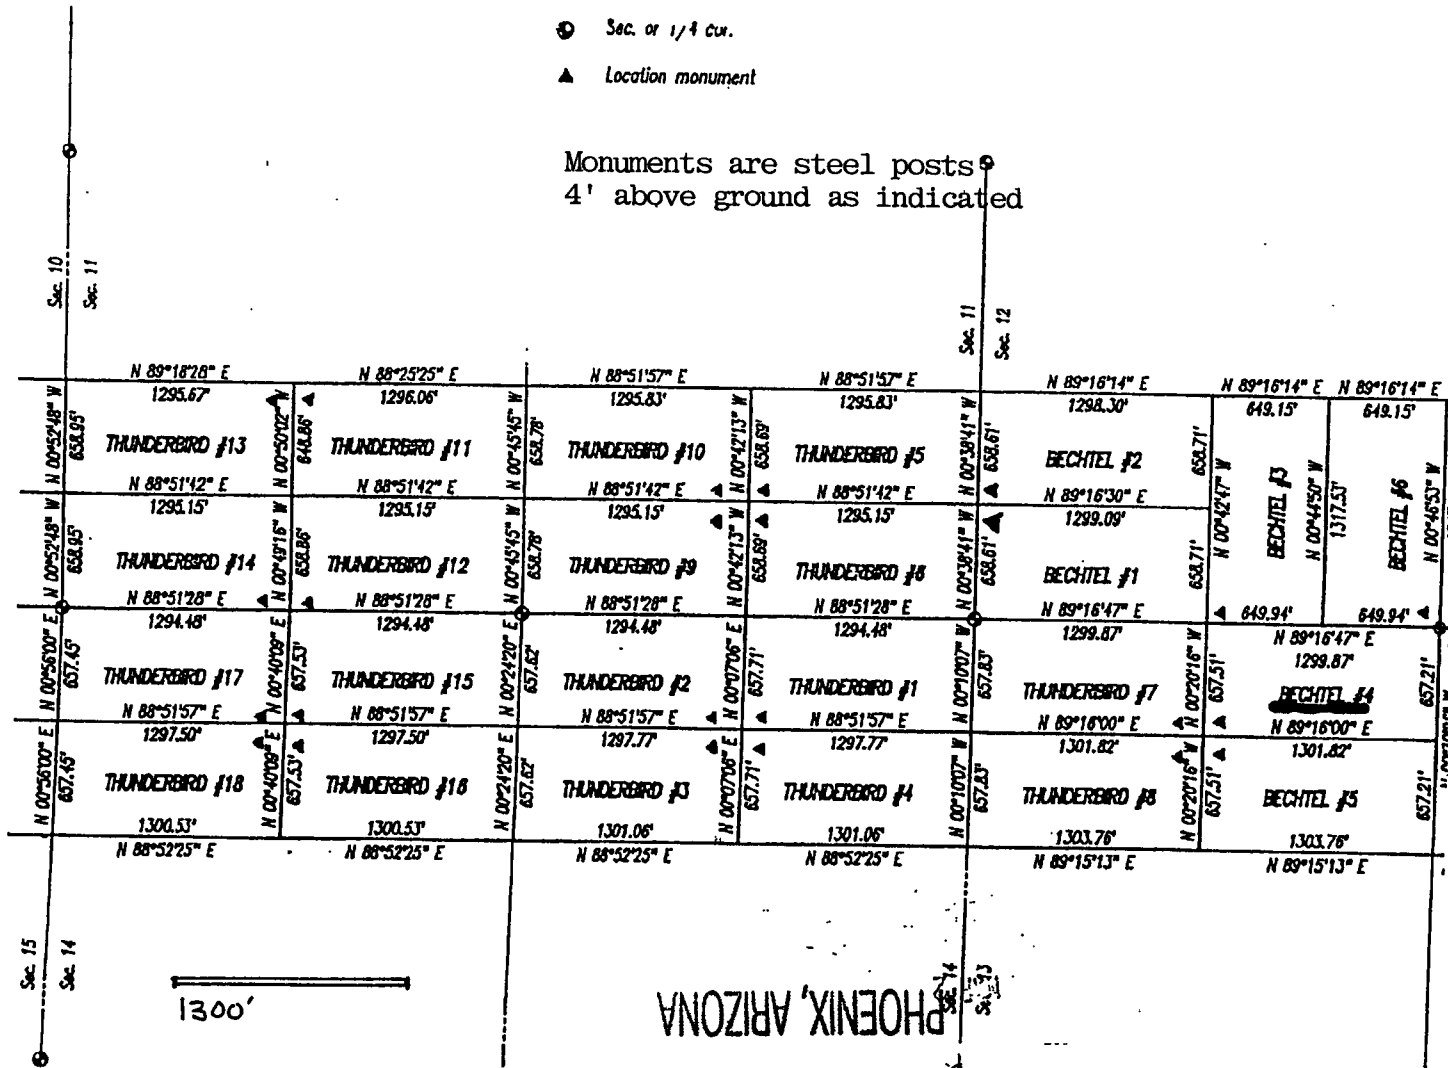 Sec. or 1/4 cor.
Location monument
Monuments are steel posts
4' above ground as indicated
Sec. 10
Sec. 11
Sec. 11
Sec. 12
N 89°18'28" E
N 88°25'25" E
N 88°51'57" E
N 88°51'57" E
N 89°16'14" E
N 89°16'14" E
N 89°16'14" E
1295.67'
1296.06'
1295.83'
1295.83'
1298.30'
649.15'
649.15'
N 00°52'48" W
658.95'
THUNDERBIRD #13
N 00°50'02" W
648.86'
THUNDERBIRD #11
N 00°45'45" W
658.78'
THUNDERBIRD #10
N 00°42'13" W
658.69'
THUNDERBIRD #5
N 00°38'41" W
658.61'
BECHTEL #2
658.71'
N 00°42'47" W
BECHTEL #3
N 00°44'50" W
1317.53'
BECHTEL #6
N 00°46'53" W
N 88°51'42" E
N 88°51'42" E
N 88°51'42" E
N 88°51'42" E
N 89°16'30" E
1295.15'
1295.15'
1295.15'
1295.15'
1299.09'
N 00°52'48" W
658.95'
THUNDERBIRD #14
N 00°49'16" W
658.86'
THUNDERBIRD #12
N 00°45'45" W
658.78'
THUNDERBIRD #9
N 00°42'13" W
658.69'
THUNDERBIRD #6
N 00°38'41" W
658.61'
BECHTEL #1
658.71'
N 88°51'28" E
N 88°51'28" E
N 88°51'28" E
N 88°51'28" E
N 89°16'47" E
649.94'
649.94'
1294.48'
1294.48'
1294.48'
1294.48'
1299.87'
N 89°16'47" E
1299.87'
N 00°56'00" E
657.45'
THUNDERBIRD #17
N 00°40'09" E
657.53'
THUNDERBIRD #15
N 00°24'20" E
657.62'
THUNDERBIRD #2
N 00°07'06" E
657.71'
THUNDERBIRD #1
N 00°10'07" W
657.83'
THUNDERBIRD #7
N 00°20'16" W
657.51'
BECHTEL #4
657.21'
N 88°51'57" E
N 88°51'57" E
N 88°51'57" E
N 88°51'57" E
N 89°16'00" E
N 89°16'00" E
1297.50'
1297.50'
1297.77'
1297.77'
1301.82'
1301.82'
N 00°56'00" E
657.45'
THUNDERBIRD #18
N 00°40'09" E
657.53'
THUNDERBIRD #16
N 00°24'20" E
657.62'
THUNDERBIRD #3
N 00°07'06" E
657.71'
THUNDERBIRD #4
N 00°10'07" W
657.83'
THUNDERBIRD #8
N 00°20'16" W
657.51'
BECHTEL #5
657.21'
1300.53'
1300.53'
1301.06'
1301.06'
1303.76'
1303.76'
N 88°52'25" E
N 88°52'25" E
N 88°52'25" E
N 88°52'25" E
N 89°15'13" E
N 89°15'13" E
Sec. 15
Sec. 14
Sec. 14
Sec. 13
1300'
PHOENIX, ARIZONA